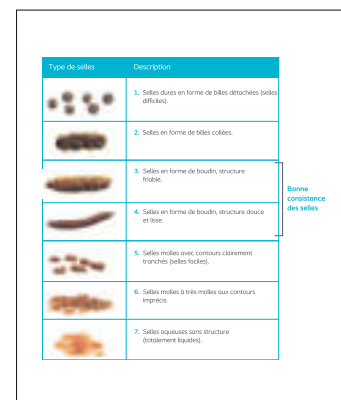 Type de selles Description
1. Selles dures en forme de billes détachées (selles
difficiles).
2. Selles en forme de billes collées.
3. Selles en forme de boudin, structure
friable.
4. Selles en forme de boudin, structure douce
et lisse.
Bonne
consistance
des selles
5. Selles molles avec contours clairement
tranchés (selles faciles).
6. Selles molles à très molles aux contours
imprécis.
7. Selles aqueuses sans structure
(totalement liquides).